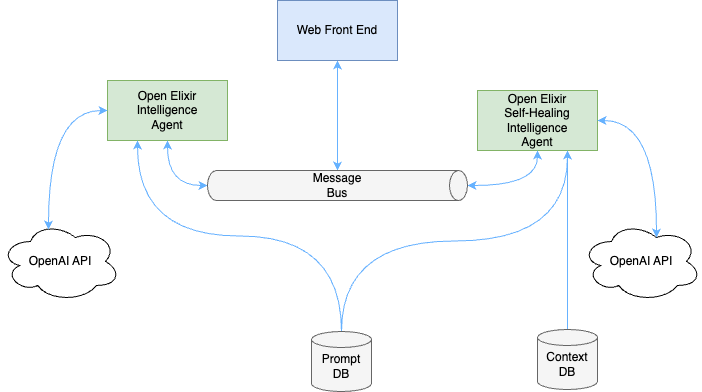 Web Front End
Open Elixir
Intelligence
Agent
Open Elixir
Self-Healing
Intelligence
Agent
Message
Bus
OpenAI API
OpenAI API
Prompt
DB
Context
DB